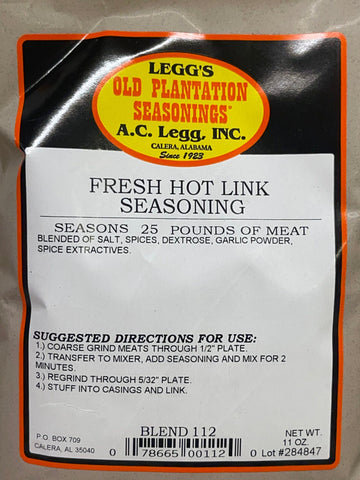 LEGG'S
OLD PLANTATION
SEASONINGS®
A.C. LEGG, INC.
CALERA, ALABAMA
Since 1923
FRESH HOT LINK
SEASONING
SEASONS 25 POUNDS OF MEAT
BLENDED OF SALT, SPICES, DEXTROSE, GARLIC POWDER,
SPICE EXTRACTIVES.
SUGGESTED DIRECTIONS FOR USE:
1.) COARSE GRIND MEATS THROUGH 1/2" PLATE.
2.) TRANSFER TO MIXER, ADD SEASONING AND MIX FOR 2
MINUTES.
3.) REGRIND THROUGH 5/32" PLATE.
4.) STUFF INTO CASINGS AND LINK.
P.O. BOX 709
CALERA, AL 35040
BLEND 112
0 78665 00112 0
NET WT.
11 OZ.
Lot #284847